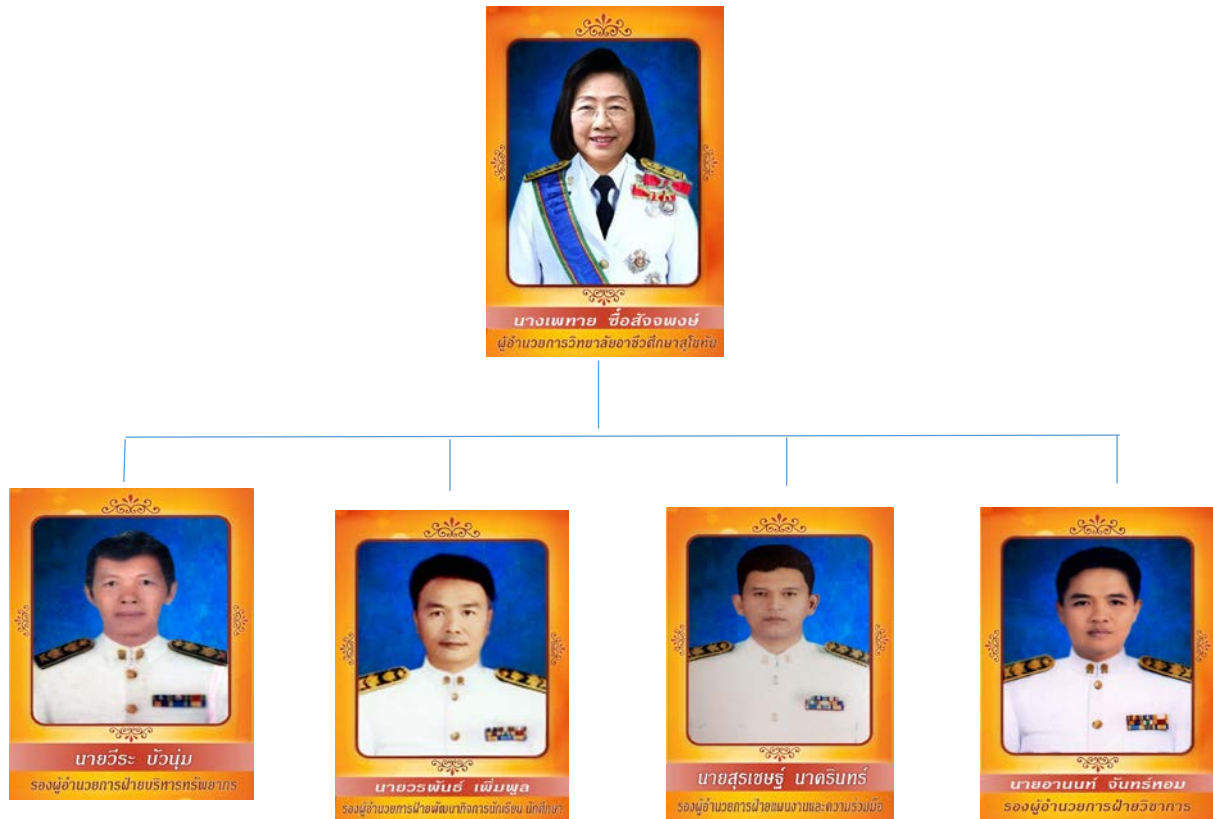 นางเพทาย ซื่อสัจจพงษ์
ผู้อำนวยการวิทยาลัยอาชีวศึกษาสุโขทัย
นายวีระ บัวนุ่ม
รองผู้อำนวยการฝ่ายบริหารทรัพยากร
นายวรพันธ์ เพิ่มพูล
รองผู้อำนวยการฝ่ายพัฒนากิจการนักเรียน นักศึกษา
นายสุรเชษฐ์ นาครินทร์
รองผู้อำนวยการฝ่ายแผนงานและความร่วมมือ
นายอานนท์ จันทร์หอม
รองผู้อำนวยการฝ่ายวิชาการ